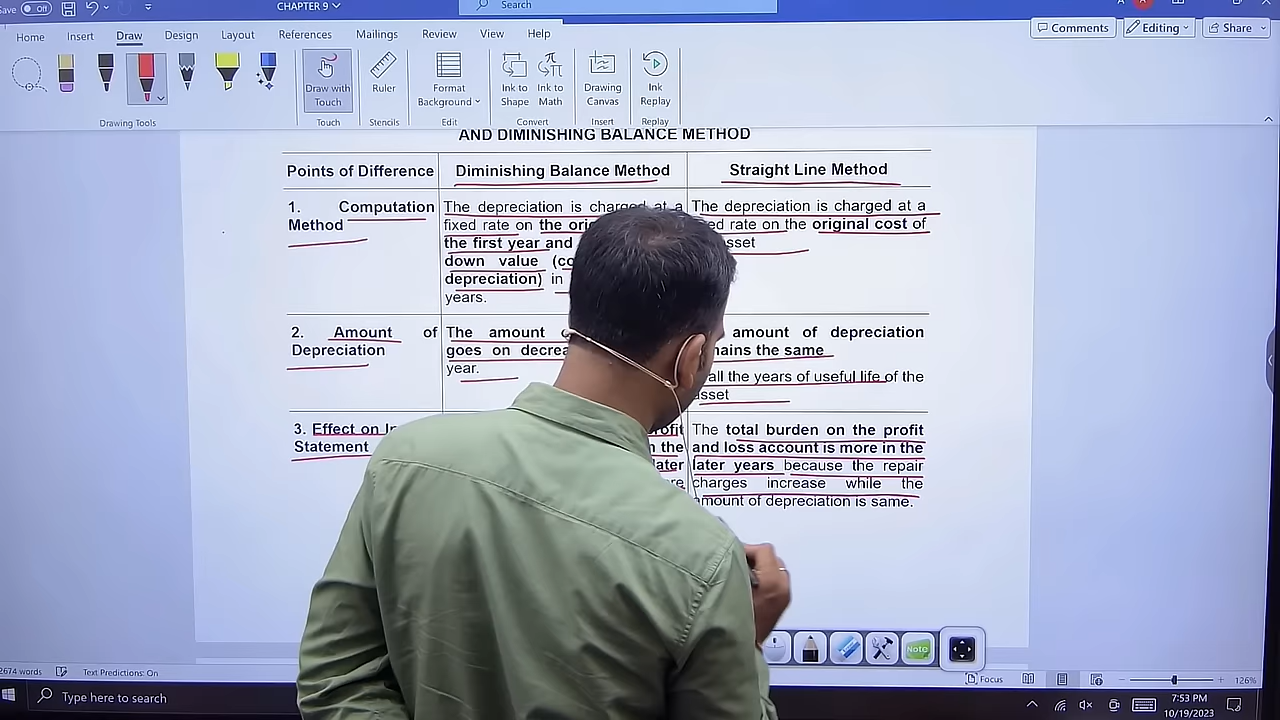 Save Off CHAPTER 9 Search
Home Insert Draw Design Layout References Mailings Review View Help Comments Editing Share
Draw with Touch Ruler Format Background Ink to Shape Ink to Math Drawing Canvas Ink Replay
Drawing Tools Touch Stencils Edit Convert Insert Replay
AND DIMINISHING BALANCE METHOD
Points of Difference Diminishing Balance Method Straight Line Method
1. Computation Method
The depreciation is charged at a
fixed rate on the
the first year and
down value
depreciation) in
years.
The depreciation is charged at a
rate on the original cost of
2. Amount of
Depreciation
The amount
goes on
year.
amount of depreciation
the same
all the years of useful life of the
3. Effect on
Statement
the
later
The total burden on the profit
and loss account is more in the
later years because the repair
charges increase while the
amount of depreciation is same.
Note
2674 words Text Predictions: On Focus 126%
Type here to search
7:53 PM
10/19/2023